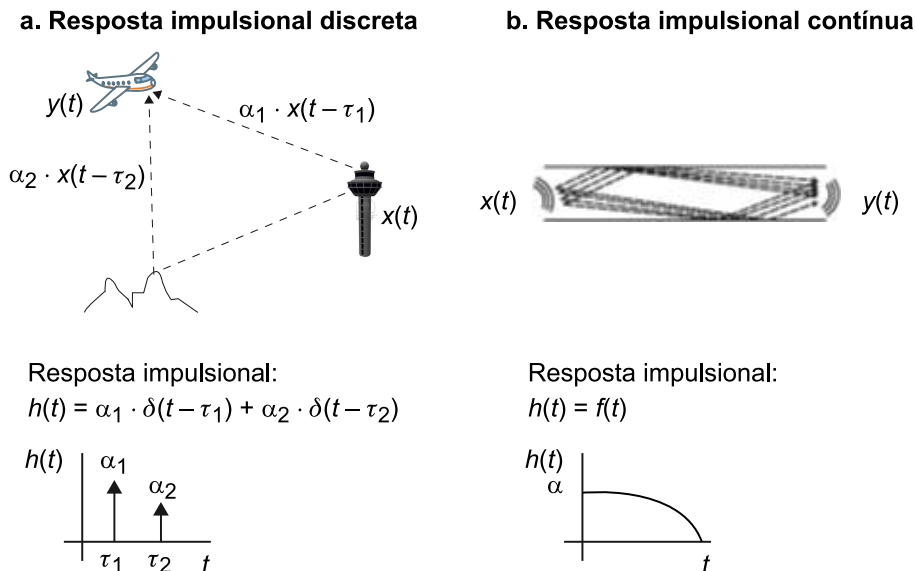 a. Resposta impulsional discreta
y(t)
α₁ · x(t – τ₁)
α₂ · x(t – τ₂)
x(t)
Resposta impulsional:
h(t) = α₁ · δ(t – τ₁) + α₂ · δ(t – τ₂)
h(t)
α₁
α₂
τ₁ τ₂ t
b. Resposta impulsional contínua
x(t)
y(t)
Resposta impulsional:
h(t) = f(t)
h(t)
α
t